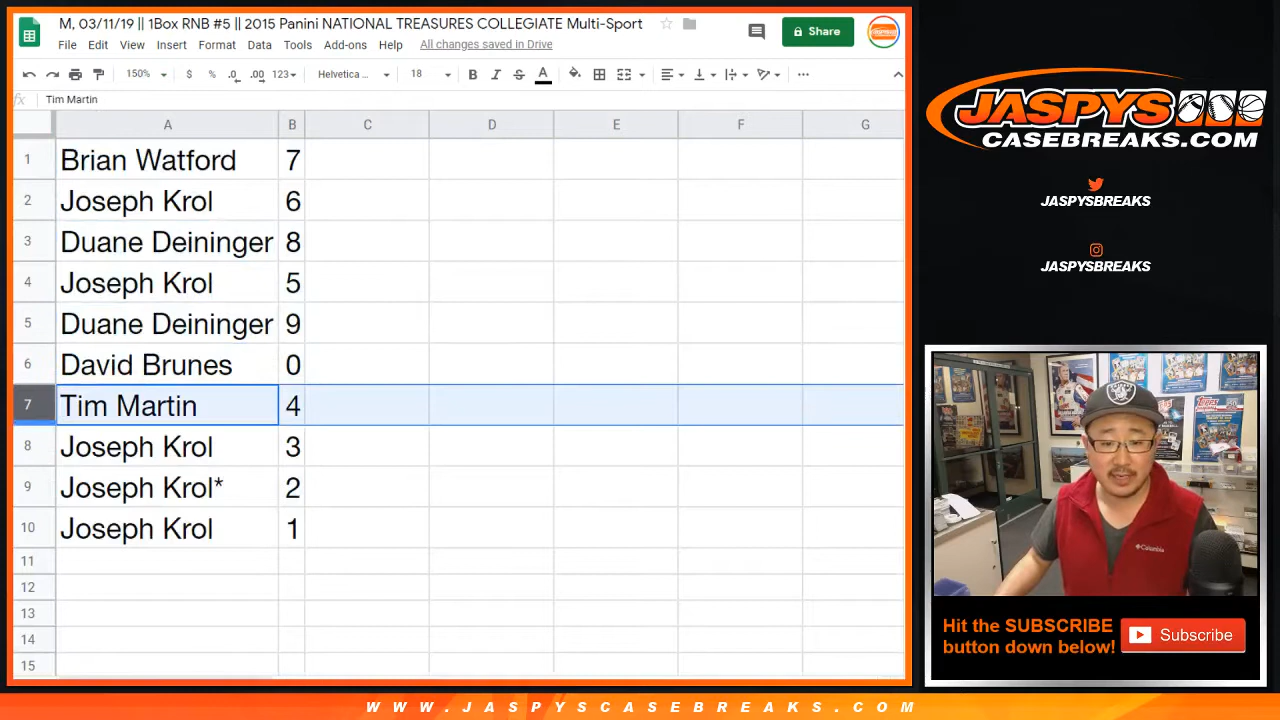 M, 03/11/19 || 1Box RNB #5 || 2015 Panini NATIONAL TREASURES COLLEGIATE Multi-Sport
Share
File Edit View Insert Format Data Tools Add-ons Help All changes saved in Drive
150% $ % .0 .00 123 Helvetica ... 18 B I S A
fx Tim Martin
A B C D E F G
1 Brian Watford 7
2 Joseph Krol 6
3 Duane Deininger 8
4 Joseph Krol 5
5 Duane Deininger 9
6 David Brunes 0
7 Tim Martin 4
8 Joseph Krol 3
9 Joseph Krol* 2
10 Joseph Krol 1
11
12
13
14
15
JASPYS
CASEBREAKS.COM
JASPYSBREAKS
JASPYSBREAKS
Columbia
Hit the SUBSCRIBE
button down below!
Subscribe
WWW.JASPYSCASEBREAKS.COM